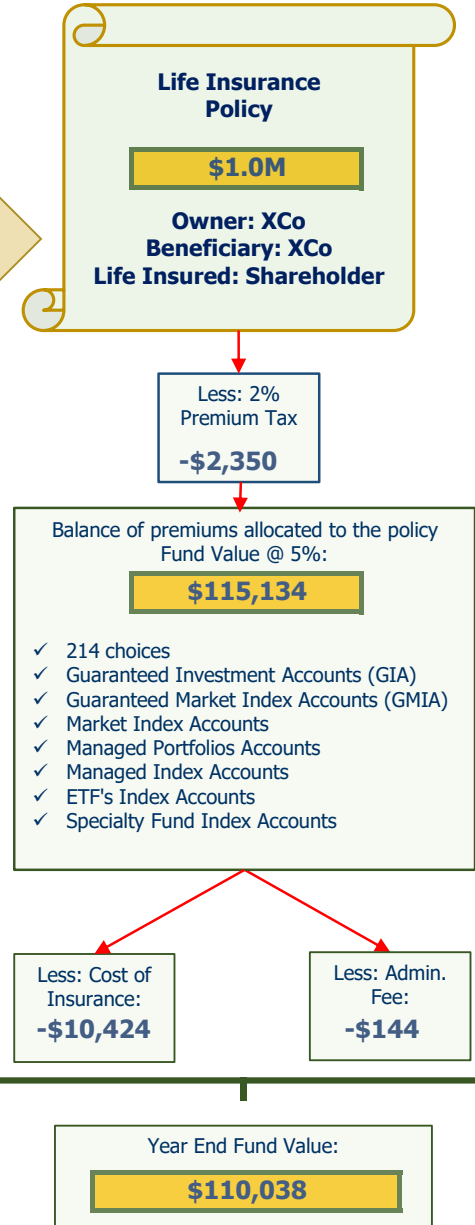 Life Insurance
Policy
$1.0M
Owner: XCo
Beneficiary: XCo
Life Insured: Shareholder
Less: 2%
Premium Tax
-$2,350
Balance of premiums allocated to the policy
Fund Value @ 5%:
$115,134
✓ 214 choices
✓ Guaranteed Investment Accounts (GIA)
✓ Guaranteed Market Index Accounts (GMIA)
✓ Market Index Accounts
✓ Managed Portfolios Accounts
✓ Managed Index Accounts
✓ ETF's Index Accounts
✓ Specialty Fund Index Accounts
Less: Cost of
Insurance:
-$10,424
Less: Admin.
Fee:
-$144
Year End Fund Value:
$110,038